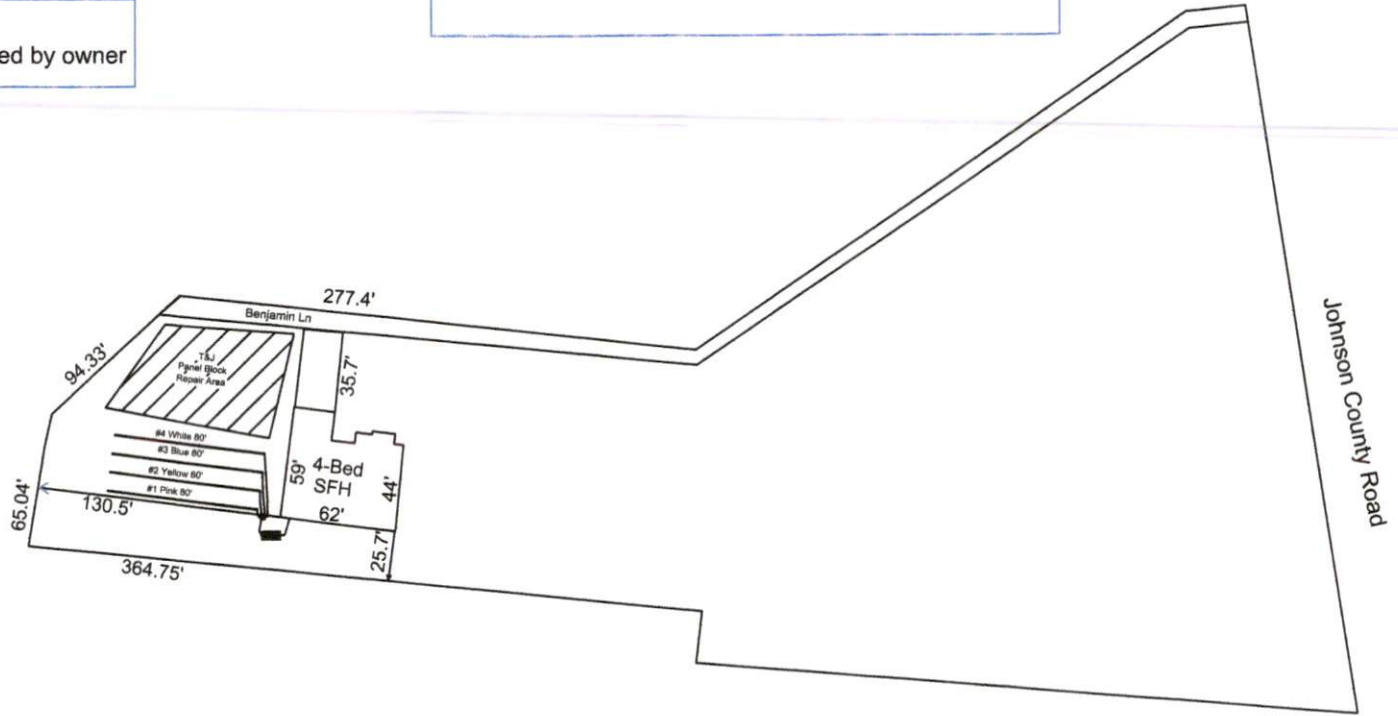 ed by owner
277.4'
Benjamin Ln
94.33'
T&J
Panel Block
Repair Area
35.7'
#4 White 80'
#3 Blue 80'
#2 Yellow 80'
#1 Pink 80'
59'
4-Bed
SFH
44'
65.04'
130.5'
62'
25.7'
364.75'
Johnson County Road